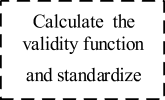 Calculate the
validity function
and standardize